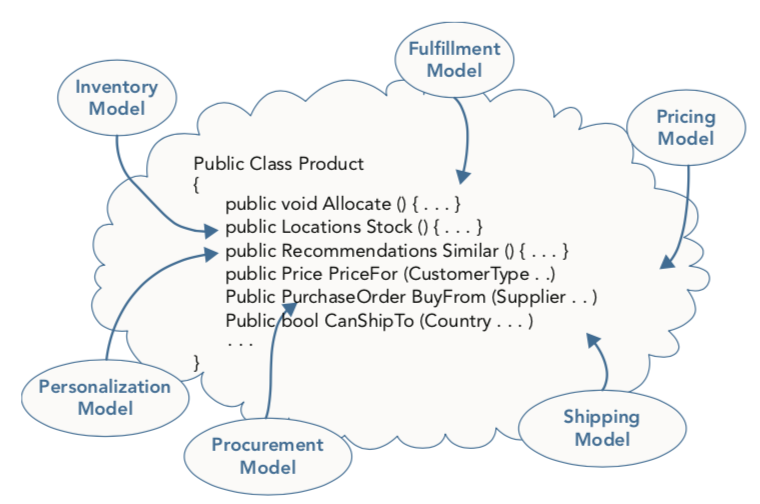 Fulfillment
Model
Inventory
Model
Pricing
Model
Public Class Product
{
public void Allocate () { . . . }
public Locations Stock () { . . . }
public Recommendations Similar () { . . . }
public Price PriceFor (CustomerType . .)
Public PurchaseOrder BuyFrom (Supplier . . )
Public bool CanShipTo (Country . . . )
. . .
}
Personalization
Model
Shipping
Model
Procurement
Model